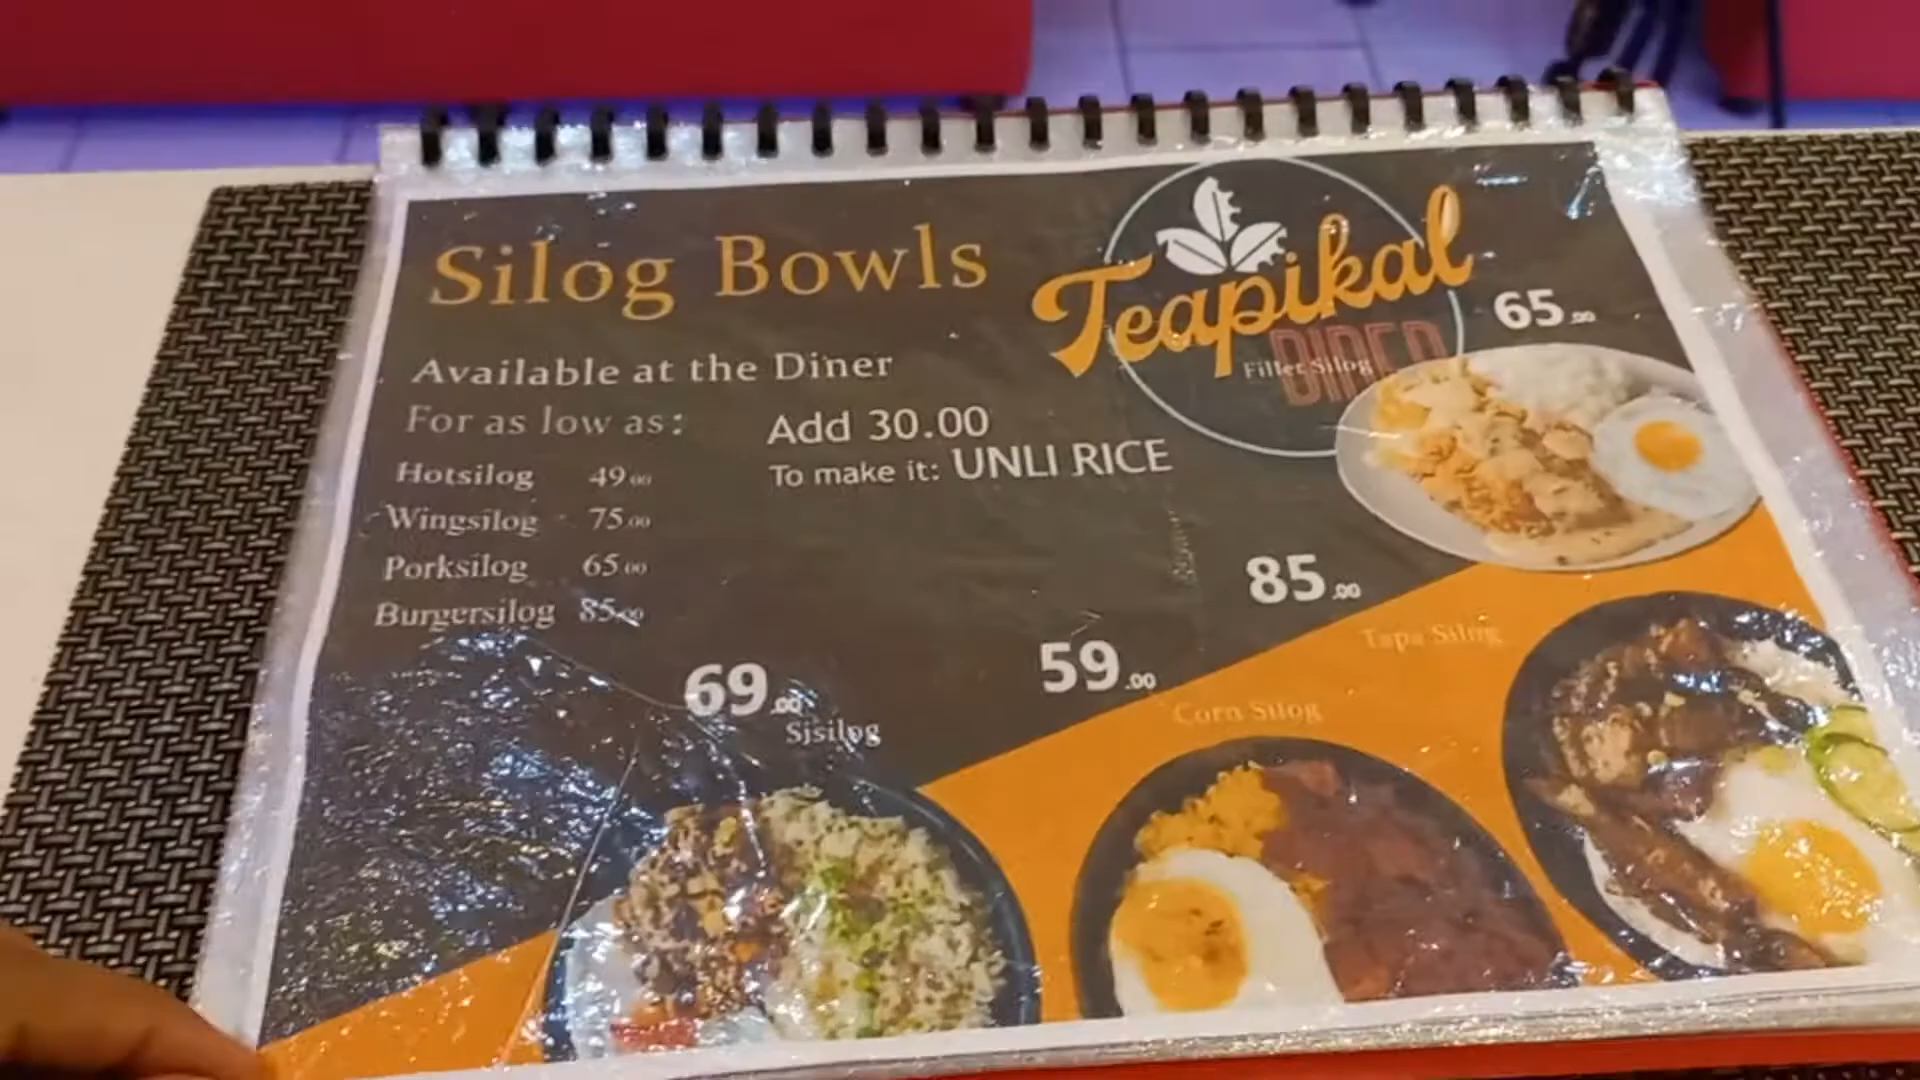 Silog Bowls
Teapikal
DINER
Available at the Diner
For as low as:
Hotsilog 49.00
Wingsilog 75.00
Porksilog 65.00
Burgersilog 85.00
Add 30.00
To make it: UNLI RICE
65.00
Fillet Silog
85.00
Tapa Silog
59.00
Corn Silog
69.00
Sisilog